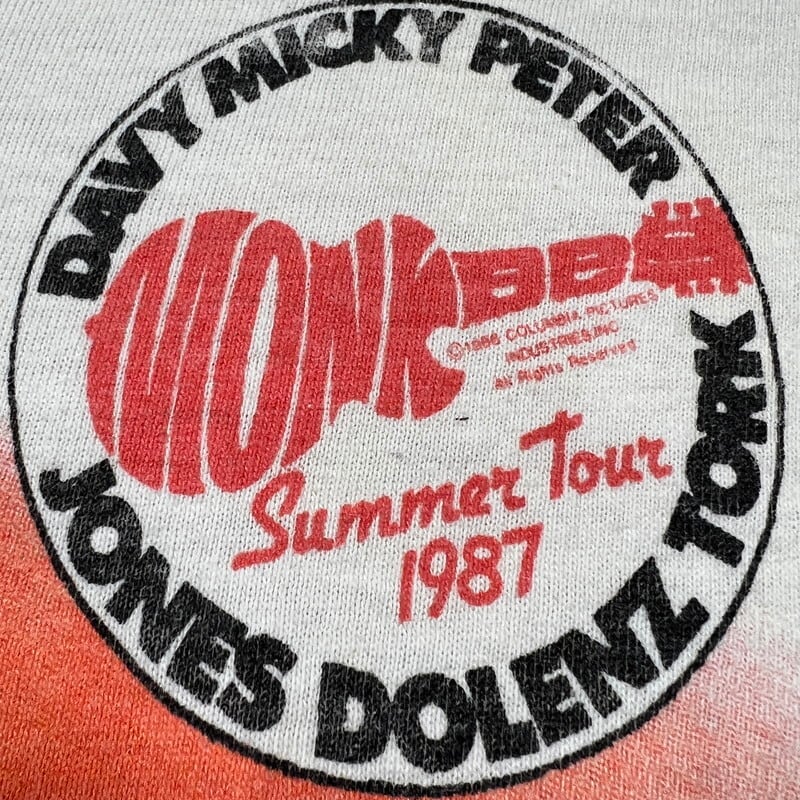 DAVY MICKY PETER
MONKEES
©1986 COLUMBIA PICTURES
INDUSTRIES,INC
All Rights Reserved
Summer Tour
1987
JONES DOLENZ TORK